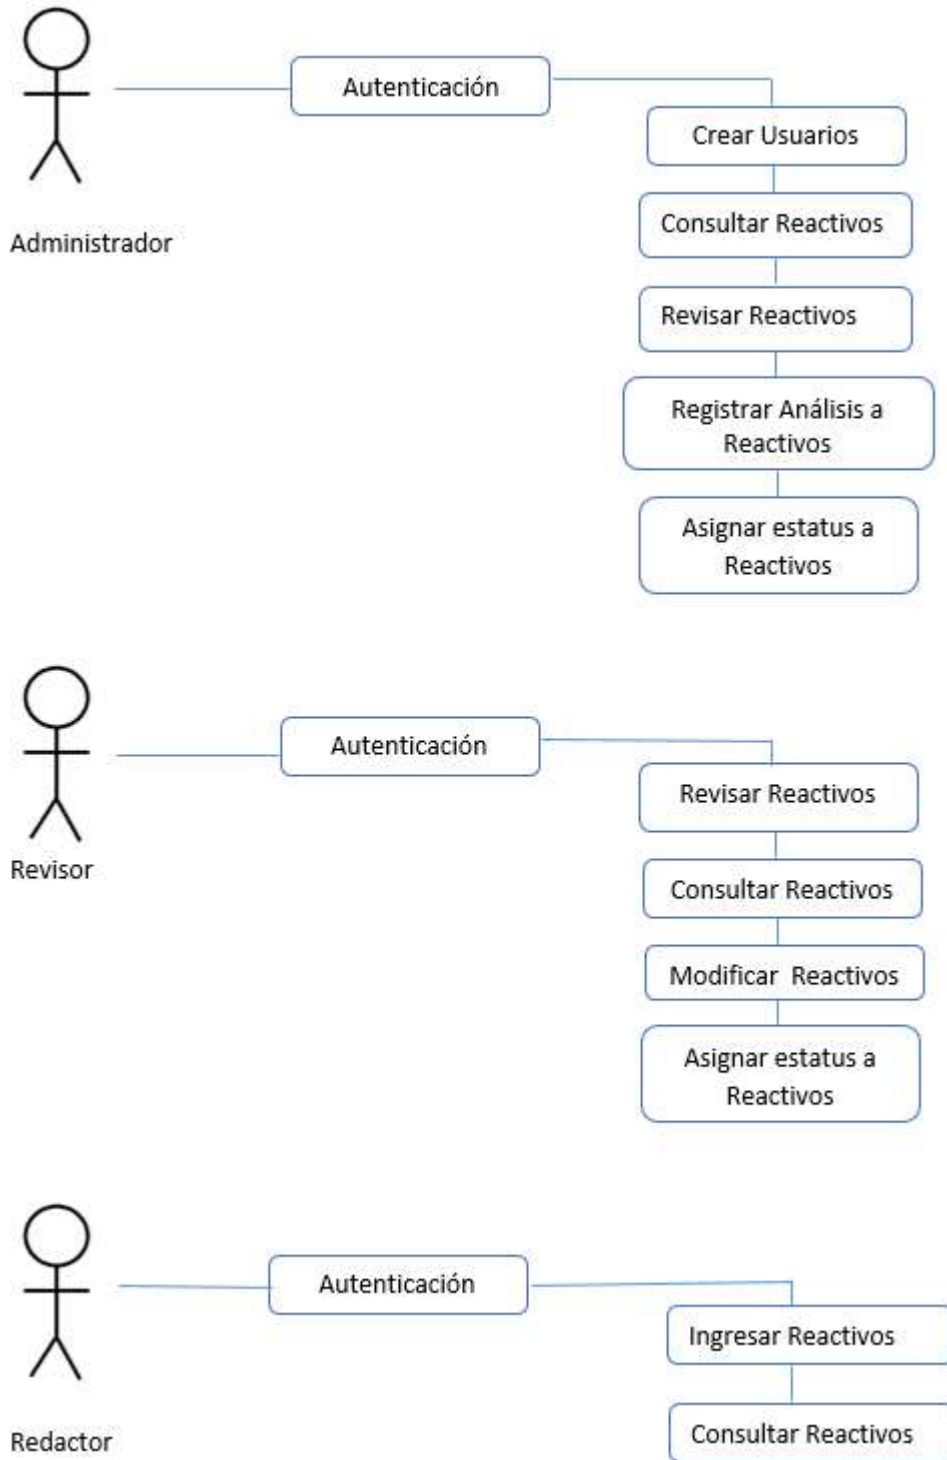 Autenticación
Crear Usuarios
Consultar Reactivos
Administrador
Revisar Reactivos
Registrar Análisis a
Reactivos
Asignar estatus a
Reactivos
Autenticación
Revisar Reactivos
Revisor
Consultar Reactivos
Modificar  Reactivos
Asignar estatus a
Reactivos
Autenticación
Ingresar Reactivos
Redactor
Consultar Reactivos